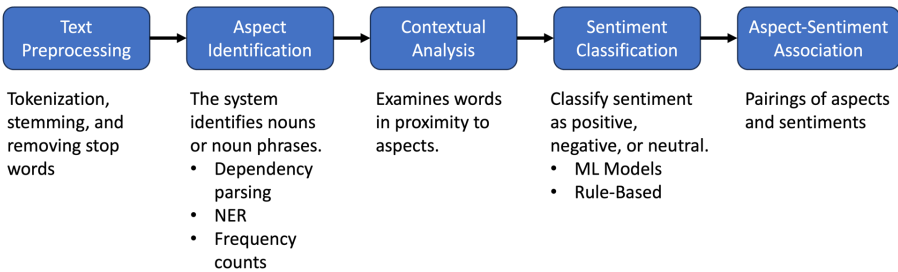 Text
Preprocessing
Aspect
Identification
Contextual
Analysis
Sentiment
Classification
Aspect-Sentiment
Association
Tokenization,
stemming, and
removing stop
words
The system
identifies nouns
or noun phrases.
• Dependency
parsing
• NER
• Frequency
counts
Examines words
in proximity to
aspects.
Classify sentiment
as positive,
negative, or neutral.
• ML Models
• Rule-Based
Pairings of aspects
and sentiments